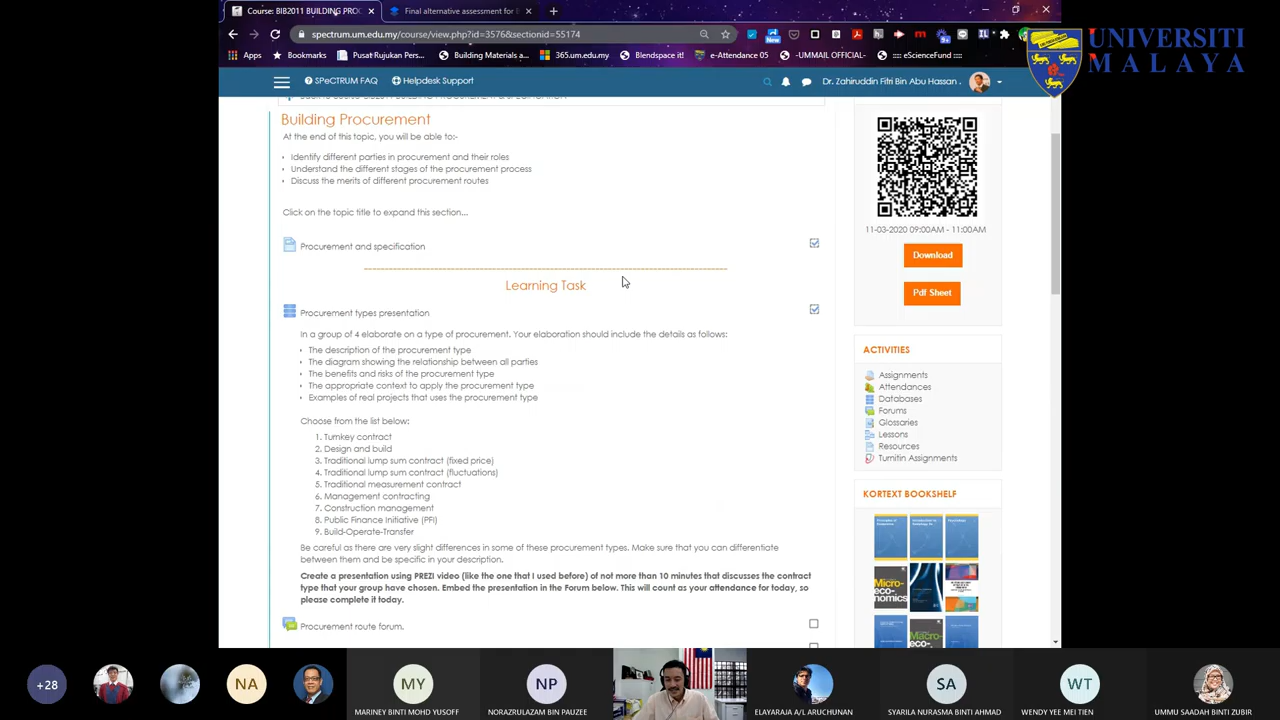 Course: BIB2011 BUILDING PROC
Final alternative assessment for B
spectrum.um.edu.my/course/view.php?id=3576&section=55174
UNIVERSITI
MALAYA
Apps
Bookmarks
Pusat Rujukan Pers...
Building Materials a...
365.um.edu.my
Blendspace it!
e-Attendance 05
-UMMAIL OFFICIAL-
:::: eScienceFund ::::
SPeCTRUM FAQ
Helpdesk Support
Dr. Zahiruddin Fitri Bin Abu Hassan .
Building Procurement
At the end of this topic, you will be able to:-
Identify different parties in procurement and their roles
Understand the different stages of the procurement process
Discuss the merits of different procurement routes
Click on the topic title to expand this section...
Procurement and specification
Learning Task
Procurement types presentation
In a group of 4 elaborate on a type of procurement. Your elaboration should include the details as follows:
The description of the procurement type
The diagram showing the relationship between all parties
The benefits and risks of the procurement type
The appropriate context to apply the procurement type
Examples of real projects that uses the procurement type
Choose from the list below:
1. Turnkey contract
2. Design and build
3. Traditional lump sum contract (fixed price)
4. Traditional lump sum contract (fluctuations)
5. Traditional measurement contract
6. Management contracting
7. Construction management
8. Public Finance Initiative (PFI)
9. Build-Operate-Transfer
Be careful as there are very slight differences in some of these procurement types. Make sure that you can differentiate
between them and be specific in your description.
Create a presentation using PREZI video (like the one that I used before) of not more than 10 minutes that discusses the contract
type that your group have chosen. Embed the presentation in the Forum below. This will count as your attendance for today, so
please complete it today.
Procurement route forum.
11-03-2020 09:00AM - 11:00AM
Download
Pdf Sheet
ACTIVITIES
Assignments
Attendances
Databases
Forums
Glossaries
Lessons
Resources
Turnitin Assignments
KORTEXT BOOKSHELF
Micro-
eco-
nomics
Macro-
eco-
+28
NA
MY
NP
SA
WT
MARINEY BINTI MOHD YUSOFF
NORAZRULAZAM BIN PAUZEE
ELAYARAJA A/L ARUCHUNAN
SYARILA NURASMA BINTI AHMAD
WENDY YEE MEI TIEN
UMMU SAADAH BINTI ZUBIR